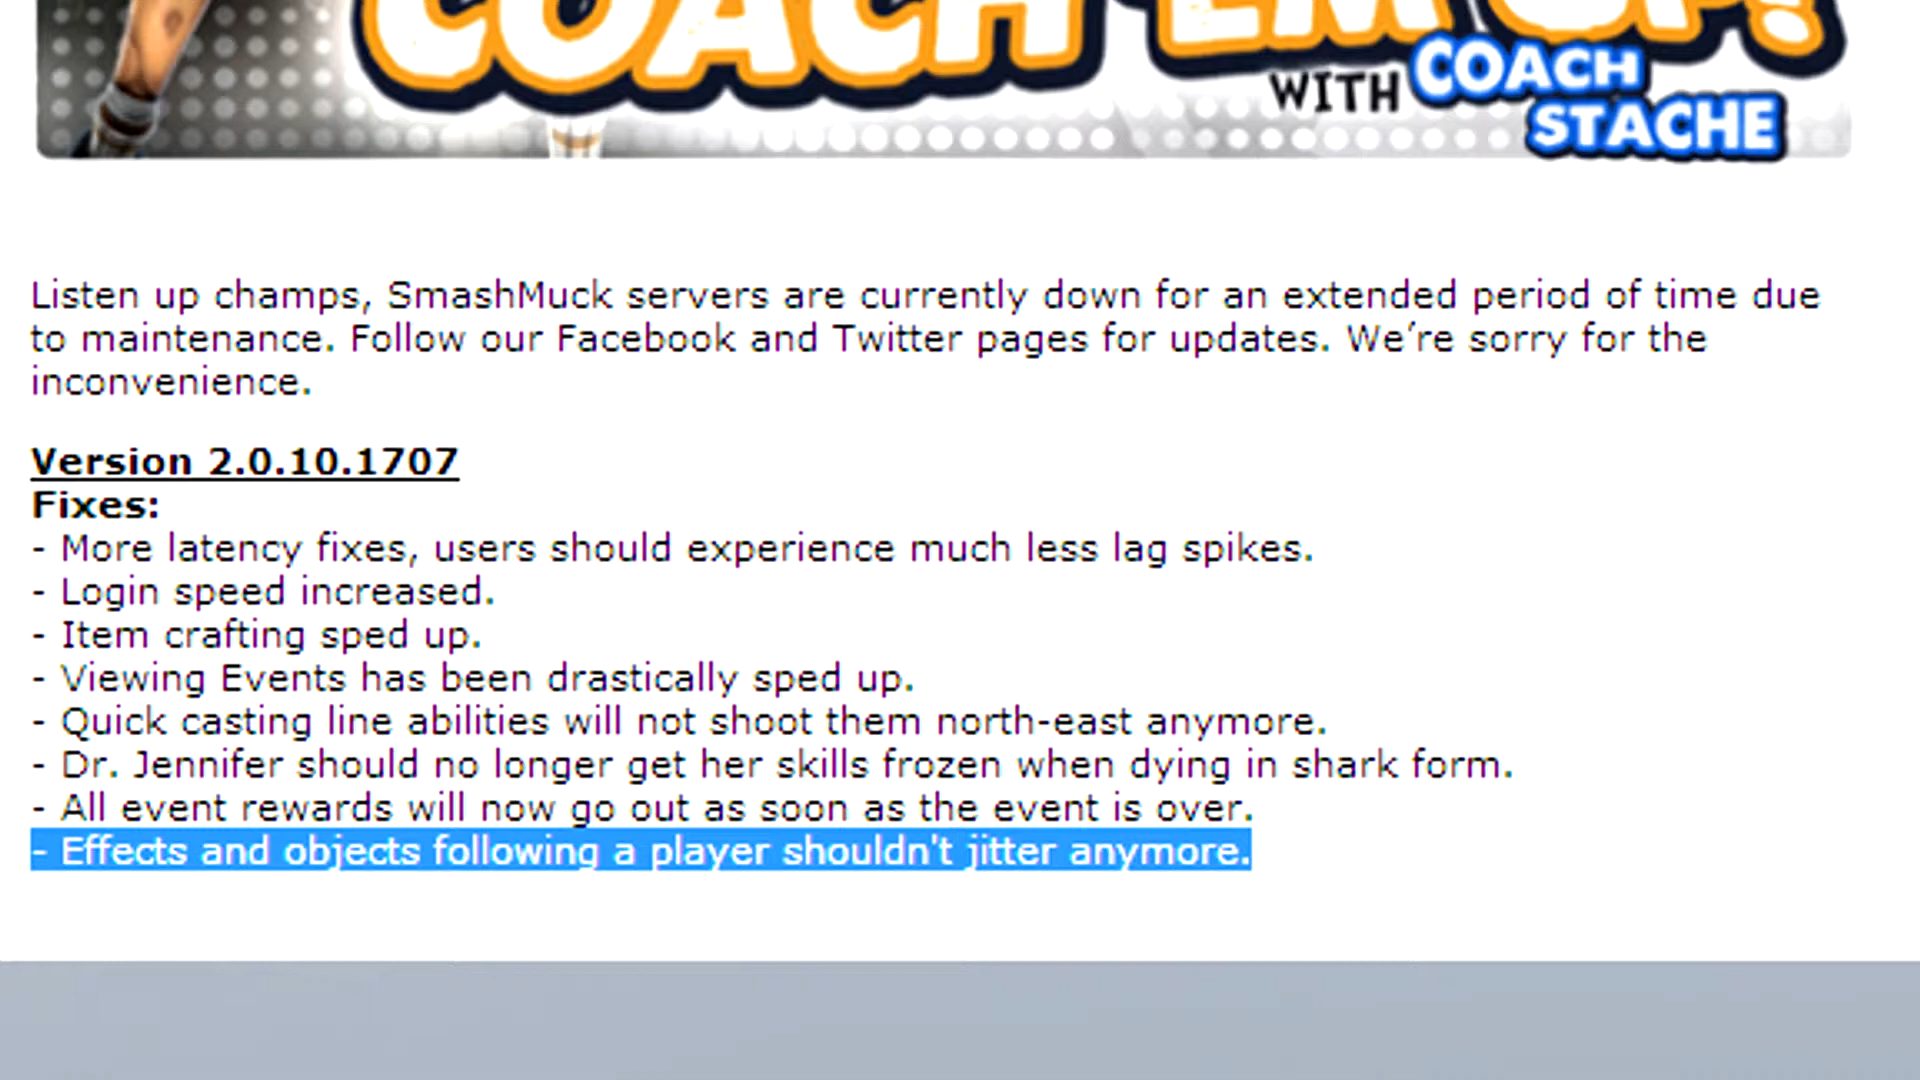 COACH 'EM UP!
WITH COACH
STACHE
Listen up champs, SmashMuck servers are currently down for an extended period of time due
to maintenance. Follow our Facebook and Twitter pages for updates. We’re sorry for the
inconvenience.
Version 2.0.10.1707
Fixes:
- More latency fixes, users should experience much less lag spikes.
- Login speed increased.
- Item crafting sped up.
- Viewing Events has been drastically sped up.
- Quick casting line abilities will not shoot them north-east anymore.
- Dr. Jennifer should no longer get her skills frozen when dying in shark form.
- All event rewards will now go out as soon as the event is over.
- Effects and objects following a player shouldn't jitter anymore.